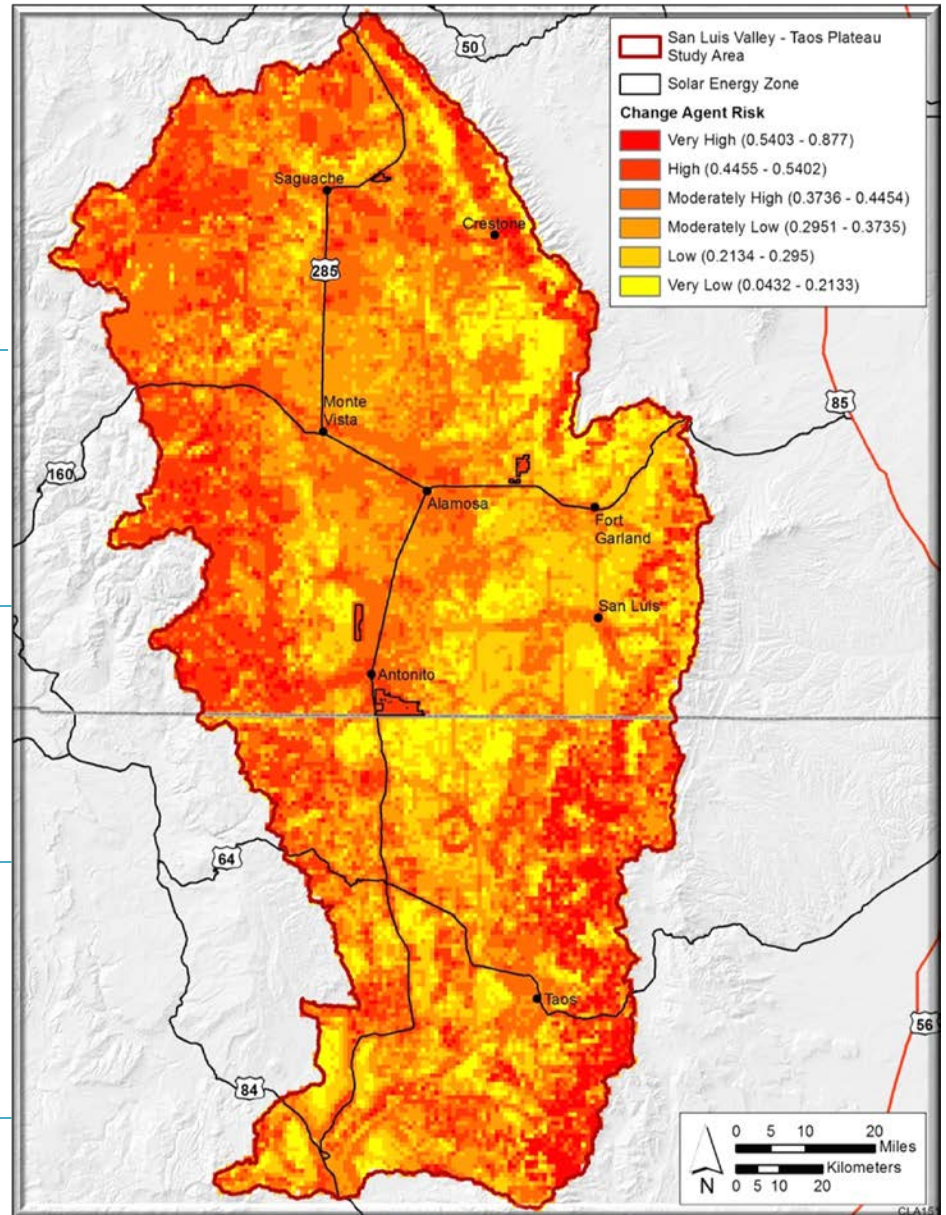 50
San Luis Valley - Taos Plateau
Study Area
Solar Energy Zone
Change Agent Risk
Very High (0.5403 - 0.877)
High (0.4455 - 0.5402)
Moderately High (0.3736 - 0.4454)
Moderately Low (0.2951 - 0.3735)
Low (0.2134 - 0.295)
Very Low (0.0432 - 0.2133)
Saguache
Crestone
285
Monte
Vista
85
160
Alamosa
Fort
Garland
San Luis
Antonito
64
Taos
56
84
0 5 10 20
Miles
Kilometers
0 5 10 20
N